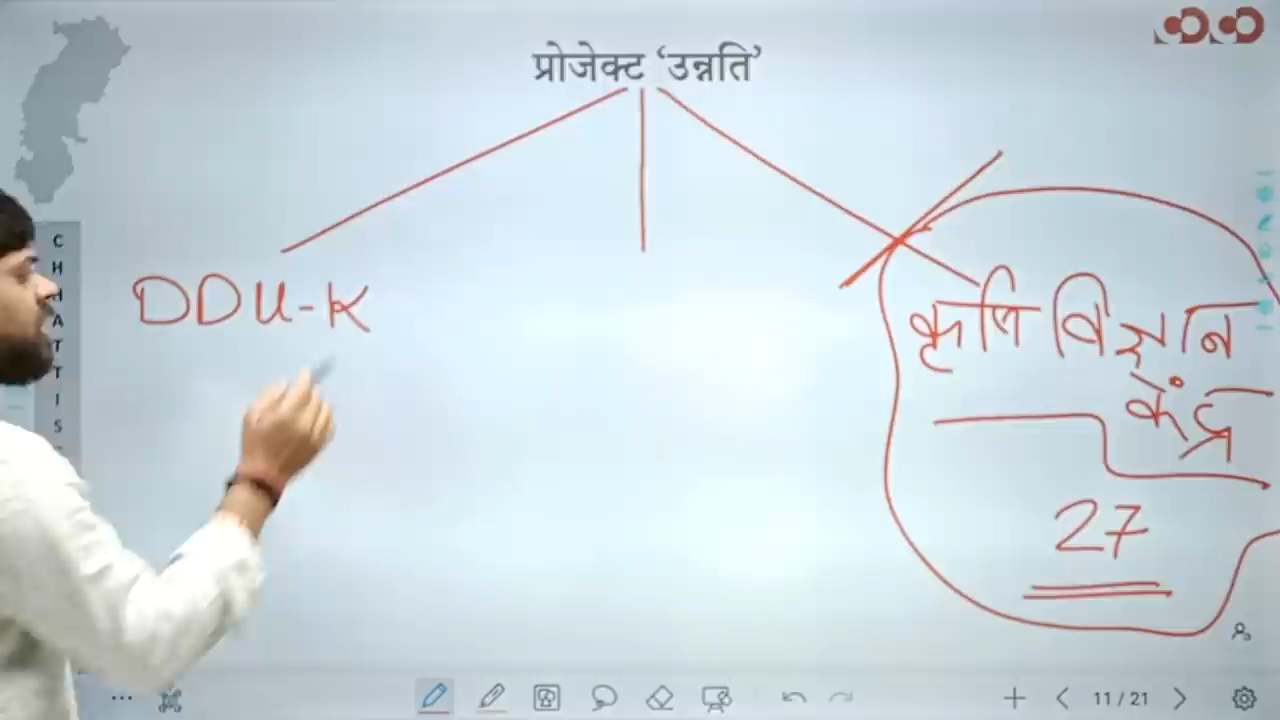 प्रोजेक्ट ‘उन्नति’
CHHATTIS
DDU-K
कृषि विज्ञान
केंद्र
27
11 / 21